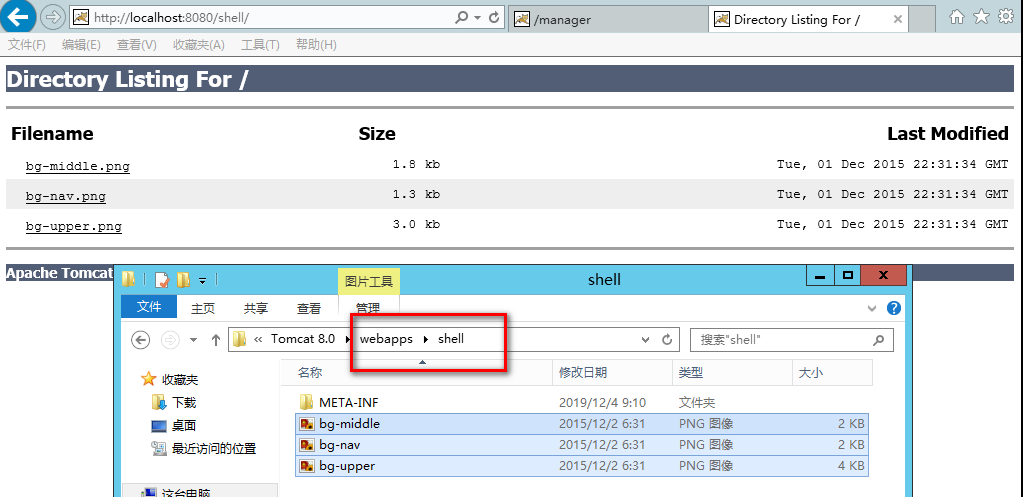 http://localhost:8080/shell/
/manager
Directory Listing For /
文件(F) 编辑(E) 查看(V) 收藏夹(A) 工具(T) 帮助(H)
Directory Listing For /
Filename Size Last Modified
bg-middle.png 1.8 kb Tue, 01 Dec 2015 22:31:34 GMT
bg-nav.png 1.3 kb Tue, 01 Dec 2015 22:31:34 GMT
bg-upper.png 3.0 kb Tue, 01 Dec 2015 22:31:34 GMT
Apache Tomcat
图片工具 shell
文件 主页 共享 查看 管理
« Tomcat 8.0 webapps shell 搜索"shell"
收藏夹 名称 修改日期 类型 大小
下载 META-INF 2019/12/4 9:10 文件夹
桌面 bg-middle 2015/12/2 6:31 PNG 图像 2 KB
最近访问的位置 bg-nav 2015/12/2 6:31 PNG 图像 2 KB
bg-upper 2015/12/2 6:31 PNG 图像 4 KB
这台电脑